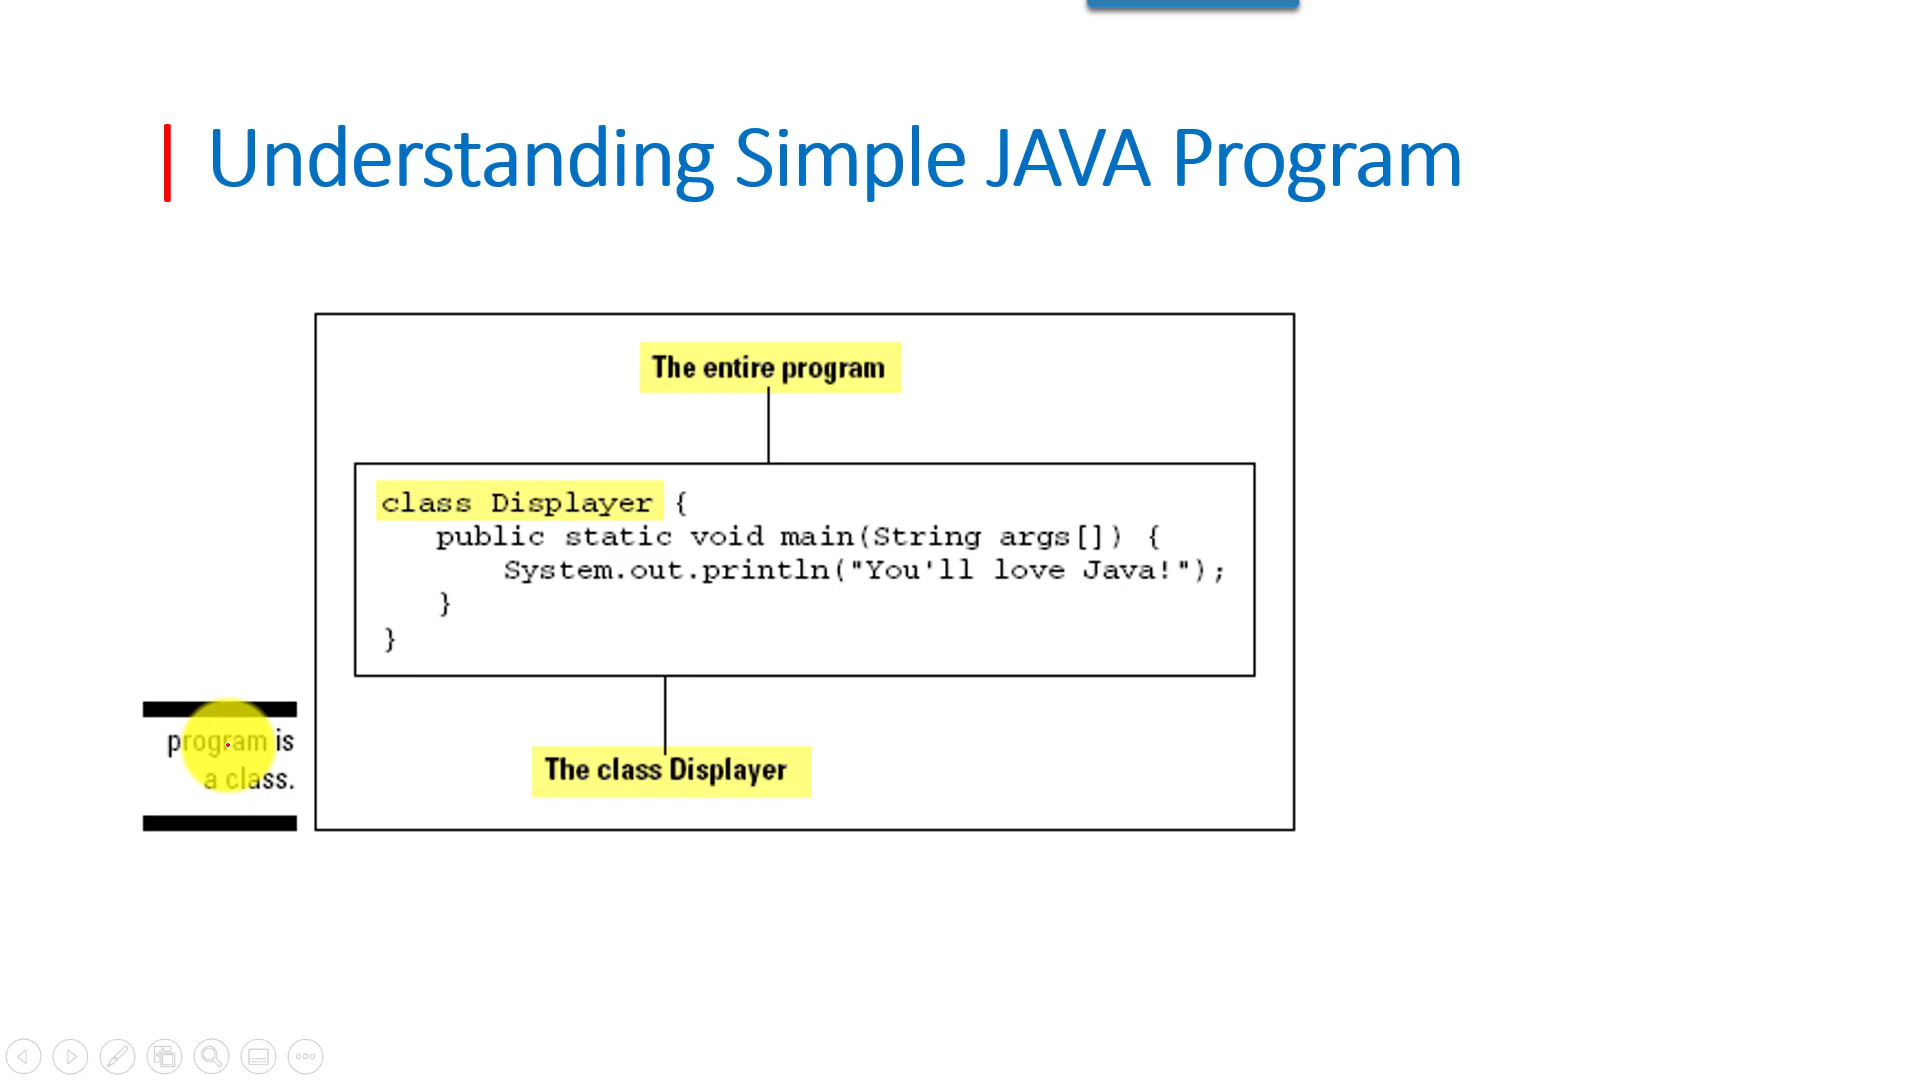 Understanding Simple JAVA Program
The entire program
class Displayer {
public static void main(String args[]) {
System.out.println("You'll love Java!");
}
}
program is
a class.
The class Displayer